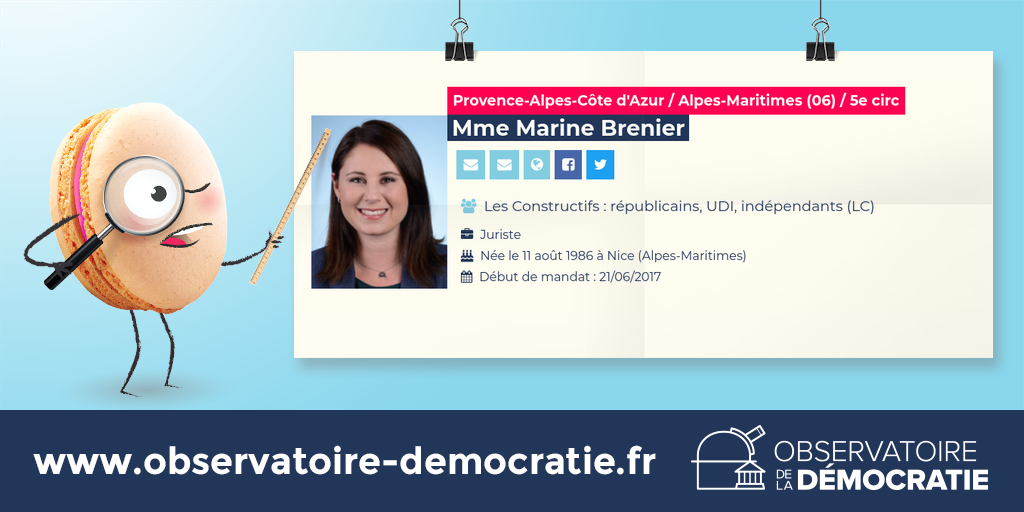 Provence-Alpes-Côte d'Azur / Alpes-Maritimes (06) / 5e circ
Mme Marine Brenier
Les Constructifs : républicains, UDI, indépendants (LC)
Juriste
Née le 11 août 1986 à Nice (Alpes-Maritimes)
Début de mandat : 21/06/2017
www.observatoire-democratie.fr
OBSERVATOIRE
DE LA DÉMOCRATIE